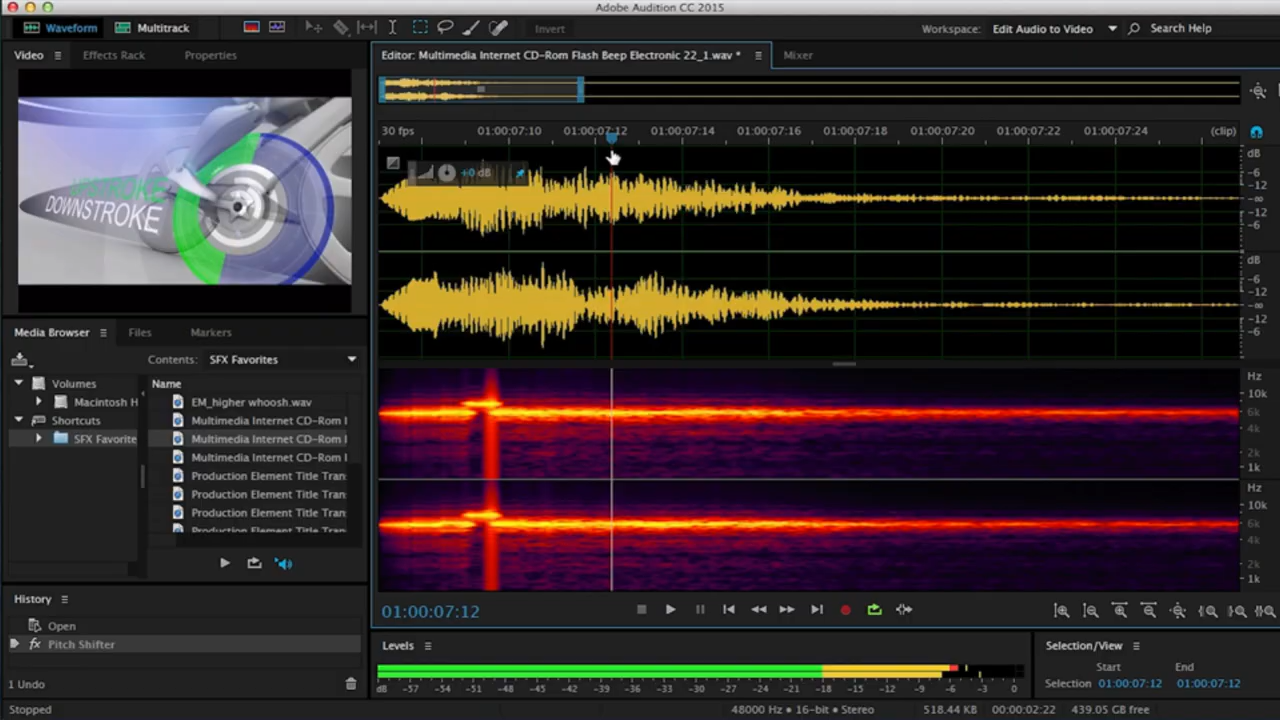 Adobe Audition CC 2015
Waveform Multitrack Invert Workspace: Edit Audio to Video Search Help
Video Effects Rack Properties
Editor: Multimedia Internet CD-Rom Flash Beep Electronic 22_1.wav * Mixer
30 fps 01:00:07:10 01:00:07:12 01:00:07:14 01:00:07:16 01:00:07:18 01:00:07:20 01:00:07:22 01:00:07:24 (clip)
+0 dB
UPSTROKE
DOWNSTROKE
dB
-6
-12
-∞
-12
-6
dB
-6
-12
-∞
-12
-6
Media Browser Files Markers
Contents: SFX Favorites
Volumes
Macintosh H
Shortcuts
SFX Favorite
Name
EM_higher whoosh.wav
Multimedia Internet CD-Rom I
Multimedia Internet CD-Rom I
Multimedia Internet CD-Rom I
Production Element Title Tran
Production Element Title Tran
Production Element Title Tran
Production Element Title Tran
Hz
10k
6k
4k
2k
1k
Hz
10k
6k
4k
2k
1k
History
Open
fx Pitch Shifter
1 Undo
Stopped
01:00:07:12
Levels
dB -57 -54 -51 -48 -45 -42 -39 -36 -33 -30 -27 -24 -21 -18 -15 -12 -9 -6 -3 0
Selection/View
Start End
Selection 01:00:07:12 01:00:07:12
48000 Hz • 16-bit • Stereo 518.44 KB 00:00:02:22 439.05 GB free